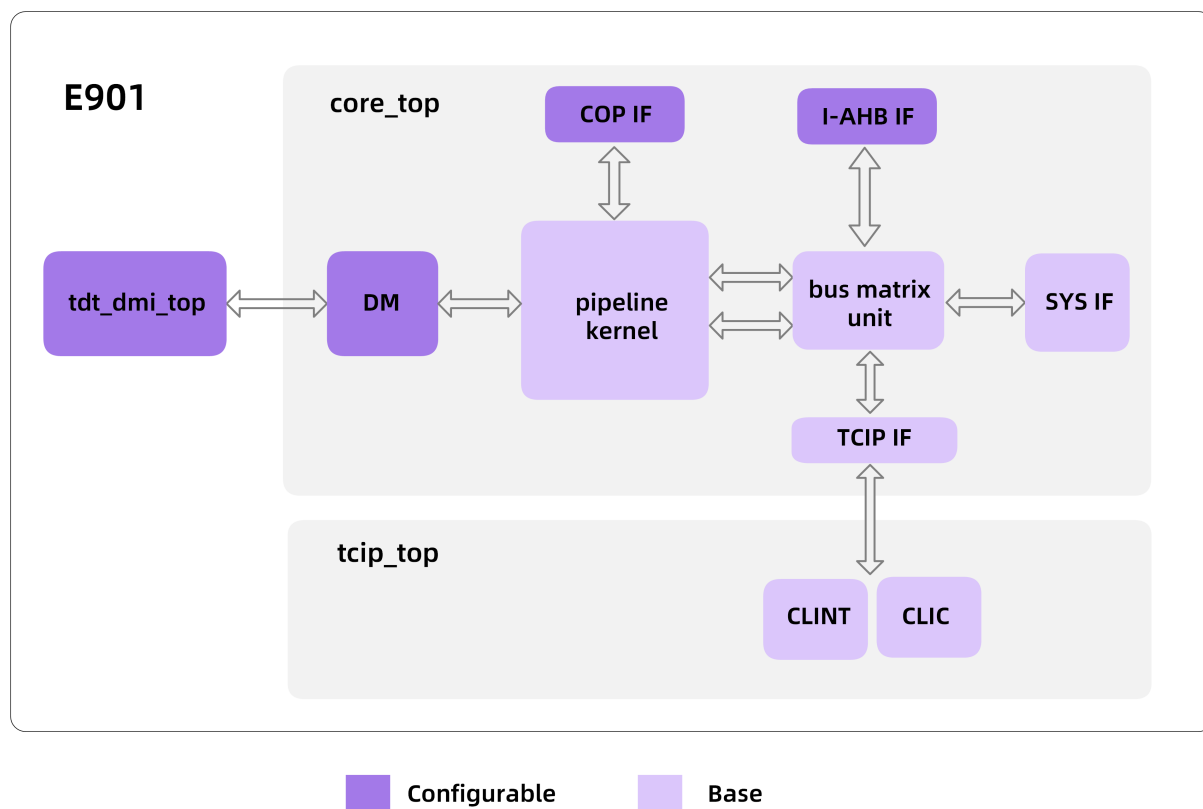 E901
core_top
COP IF
I-AHB IF
tdt_dmi_top
DM
pipeline
kernel
bus matrix
unit
SYS IF
TCIP IF
tcip_top
CLINT
CLIC
Configurable
Base